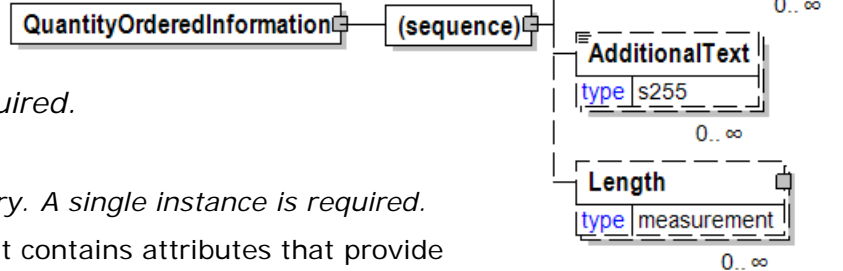 0.. ∞
QuantityOrderedInformation
(sequence)
AdditionalText
type s255
0.. ∞
uired.
Length
type measurement
0.. ∞
ry. A single instance is required.
t contains attributes that provide